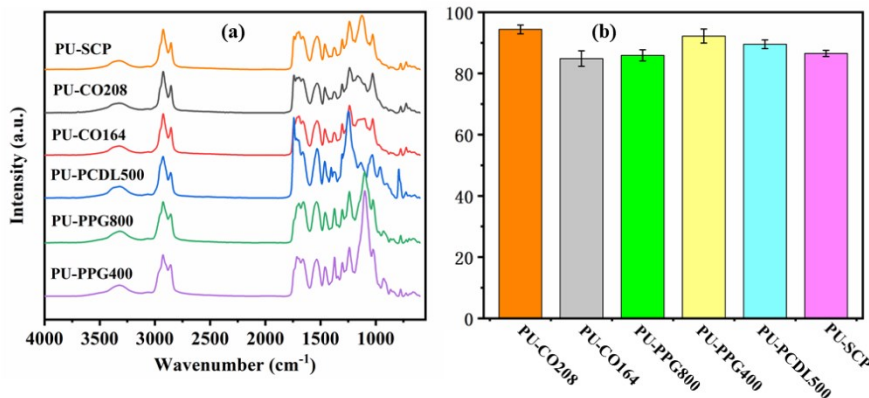 (a)
PU-SCP
PU-CO208
PU-CO164
PU-PCDL500
PU-PPG800
PU-PPG400
Intensity (a.u.)
4000 3500 3000 2500 2000 1500 1000
Wavenumber (cm⁻¹)
(b)
100
80
60
40
20
0
PU-CO208
PU-CO164
PU-PPG800
PU-PPG400
PU-PCDL500
PU-SCP